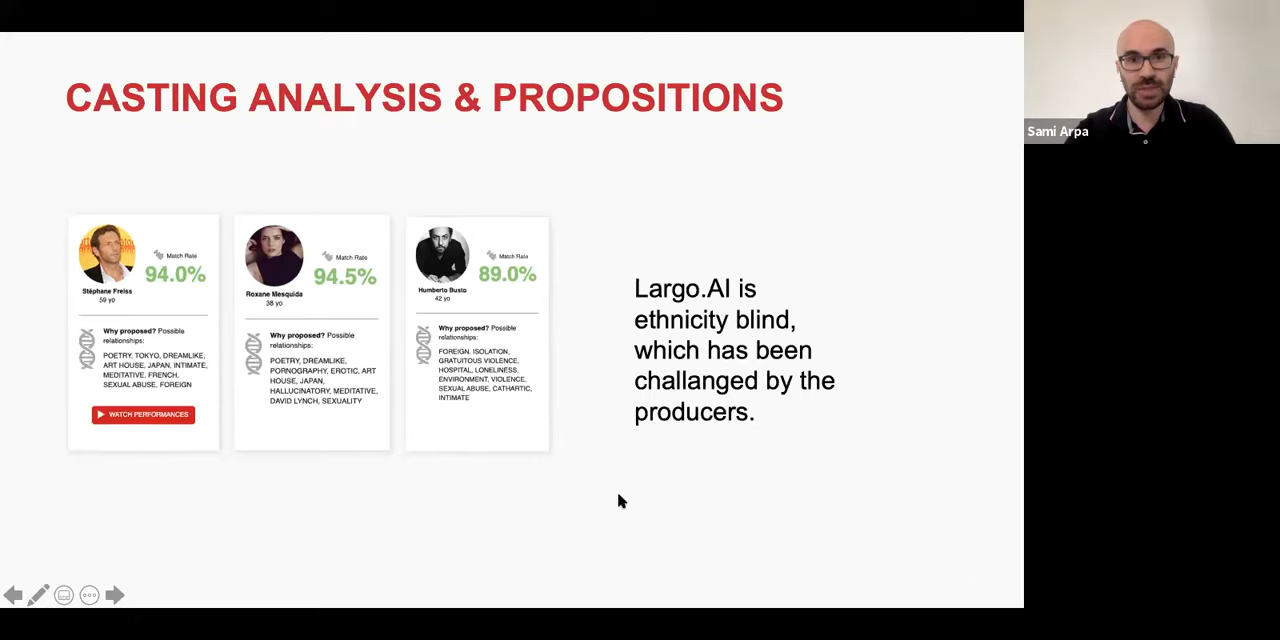 CASTING ANALYSIS & PROPOSITIONS
Sami Arpa
Match Rate
94.0%
Stéphane Freiss
59 yo
Why proposed? Possible
relationships:
POETRY, TOKYO, DREAMLIKE,
ART HOUSE, JAPAN, INTIMATE,
MEDITATIVE, FRENCH,
SEXUAL ABUSE, FOREIGN
WATCH PERFORMANCES
Match Rate
94.5%
Roxane Mesquida
38 yo
Why proposed? Possible
relationships:
POETRY, DREAMLIKE,
PORNOGRAPHY, EROTIC, ART
HOUSE, JAPAN,
HALLUCINATORY, MEDITATIVE,
DAVID LYNCH, SEXUALITY
Match Rate
89.0%
Humberto Busto
42 yo
Why proposed? Possible
relationships:
FOREIGN, ISOLATION,
GRATUITOUS VIOLENCE,
HOSPITAL, LONELINESS,
ENVIRONMENT, VIOLENCE,
SEXUAL ABUSE, CATHARTIC,
INTIMATE
Largo.AI is
ethnicity blind,
which has been
challanged by the
producers.